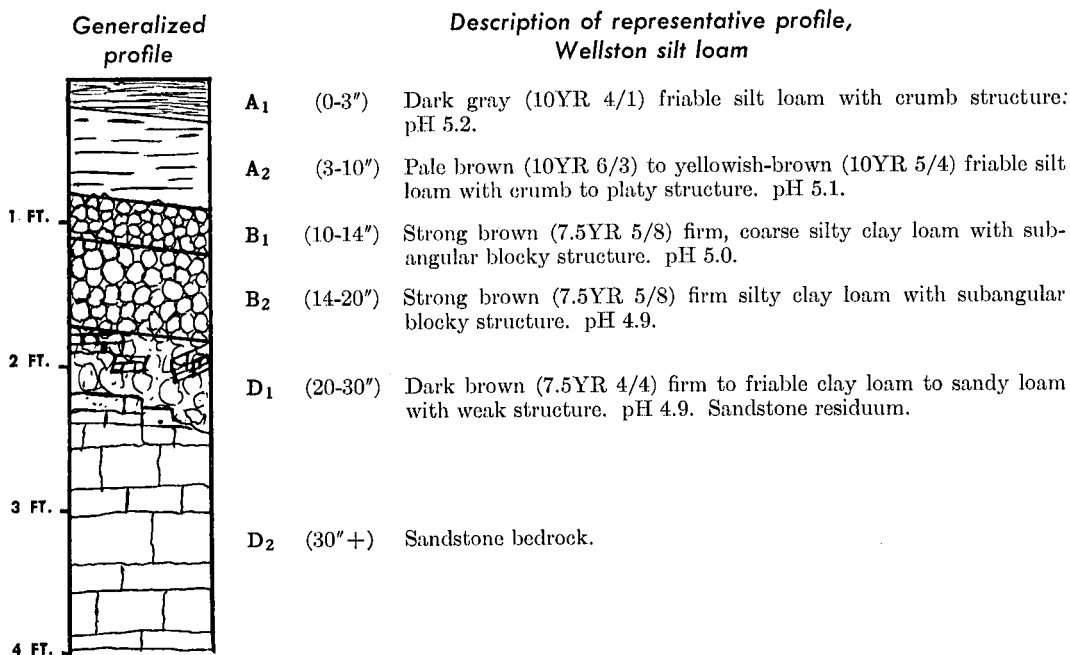 Generalized
profile
Description of representative profile,
Wellston silt loam
A1 (0-3″) Dark gray (10YR 4/1) friable silt loam with crumb structure:
pH 5.2.
A2 (3-10″) Pale brown (10YR 6/3) to yellowish-brown (10YR 5/4) friable silt
loam with crumb to platy structure. pH 5.1.
1 FT.
B1 (10-14″) Strong brown (7.5YR 5/8) firm, coarse silty clay loam with sub-
angular blocky structure. pH 5.0.
B2 (14-20″) Strong brown (7.5YR 5/8) firm silty clay loam with subangular
blocky structure. pH 4.9.
2 FT.
D1 (20-30″) Dark brown (7.5YR 4/4) firm to friable clay loam to sandy loam
with weak structure. pH 4.9. Sandstone residuum.
3 FT.
D2 (30″+) Sandstone bedrock.
4 FT.